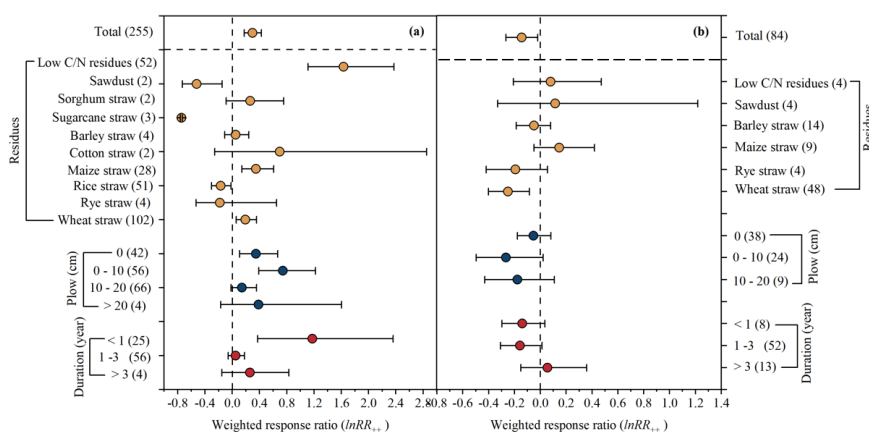 (a)
Total (255)
Low C/N residues (52)
Sawdust (2)
Sorghum straw (2)
Sugarcane straw (3)
Barley straw (4)
Cotton straw (2)
Maize straw (28)
Rice straw (51)
Rye straw (4)
Wheat straw (102)
Residues
0 (42)
0 - 10 (56)
10 - 20 (66)
> 20 (4)
Plow (cm)
< 1 (25)
1 -3 (56)
> 3 (4)
Duration (year)
-0.8 -0.4 0.0 0.4 0.8 1.2 1.6 2.0 2.4 2.8
Weighted response ratio (lnRR++)
(b)
Total (84)
Low C/N residues (4)
Sawdust (4)
Barley straw (14)
Maize straw (9)
Rye straw (4)
Wheat straw (48)
Residues
0 (38)
0 - 10 (24)
10 - 20 (9)
Plow (cm)
< 1 (8)
1 -3 (52)
> 3 (13)
Duration (year)
-0.8 -0.6 -0.4 -0.2 0.0 0.2 0.4 0.6 0.8 1.0 1.2 1.4
Weighted response ratio (lnRR++)